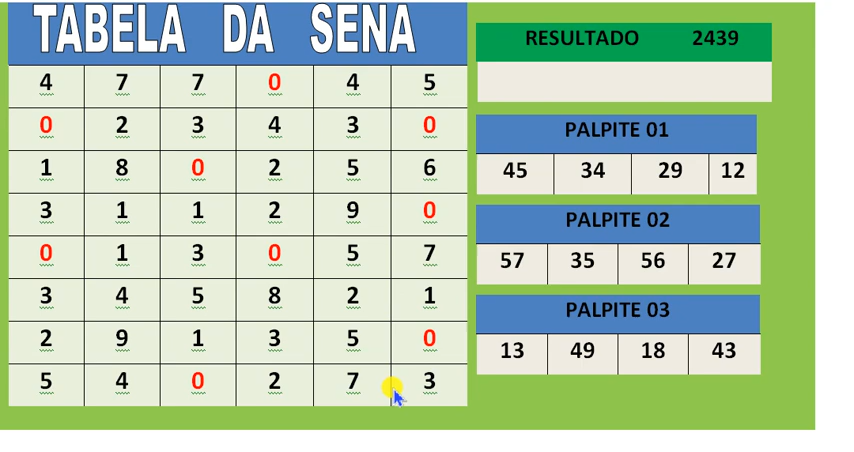 TABELA DA SENA
4 7 7 0 4 5
0 2 3 4 3 0
1 8 0 2 5 6
3 1 1 2 9 0
0 1 3 0 5 7
3 4 5 8 2 1
2 9 1 3 5 0
5 4 0 2 7 3
RESULTADO 2439
PALPITE 01
45 34 29 12
PALPITE 02
57 35 56 27
PALPITE 03
13 49 18 43